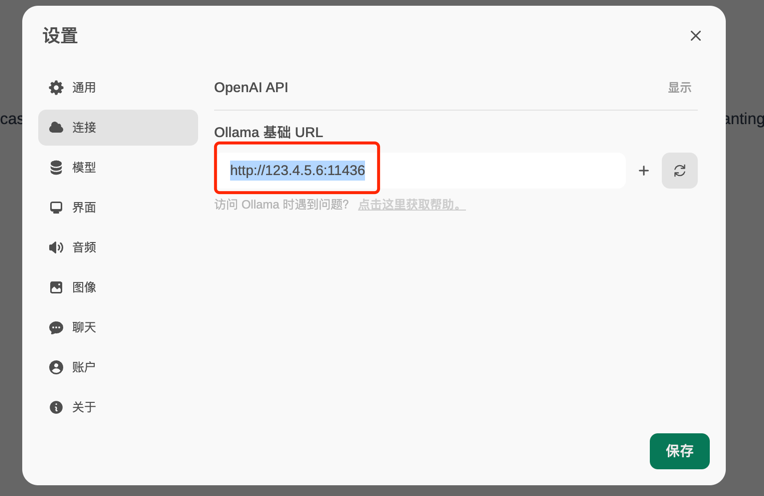 设置
通用
连接
模型
界面
音频
图像
聊天
账户
关于
OpenAI API 显示
Ollama 基础 URL
http://123.4.5.6:11436
访问 Ollama 时遇到问题? 点击这里获取帮助。
保存
cas
anting